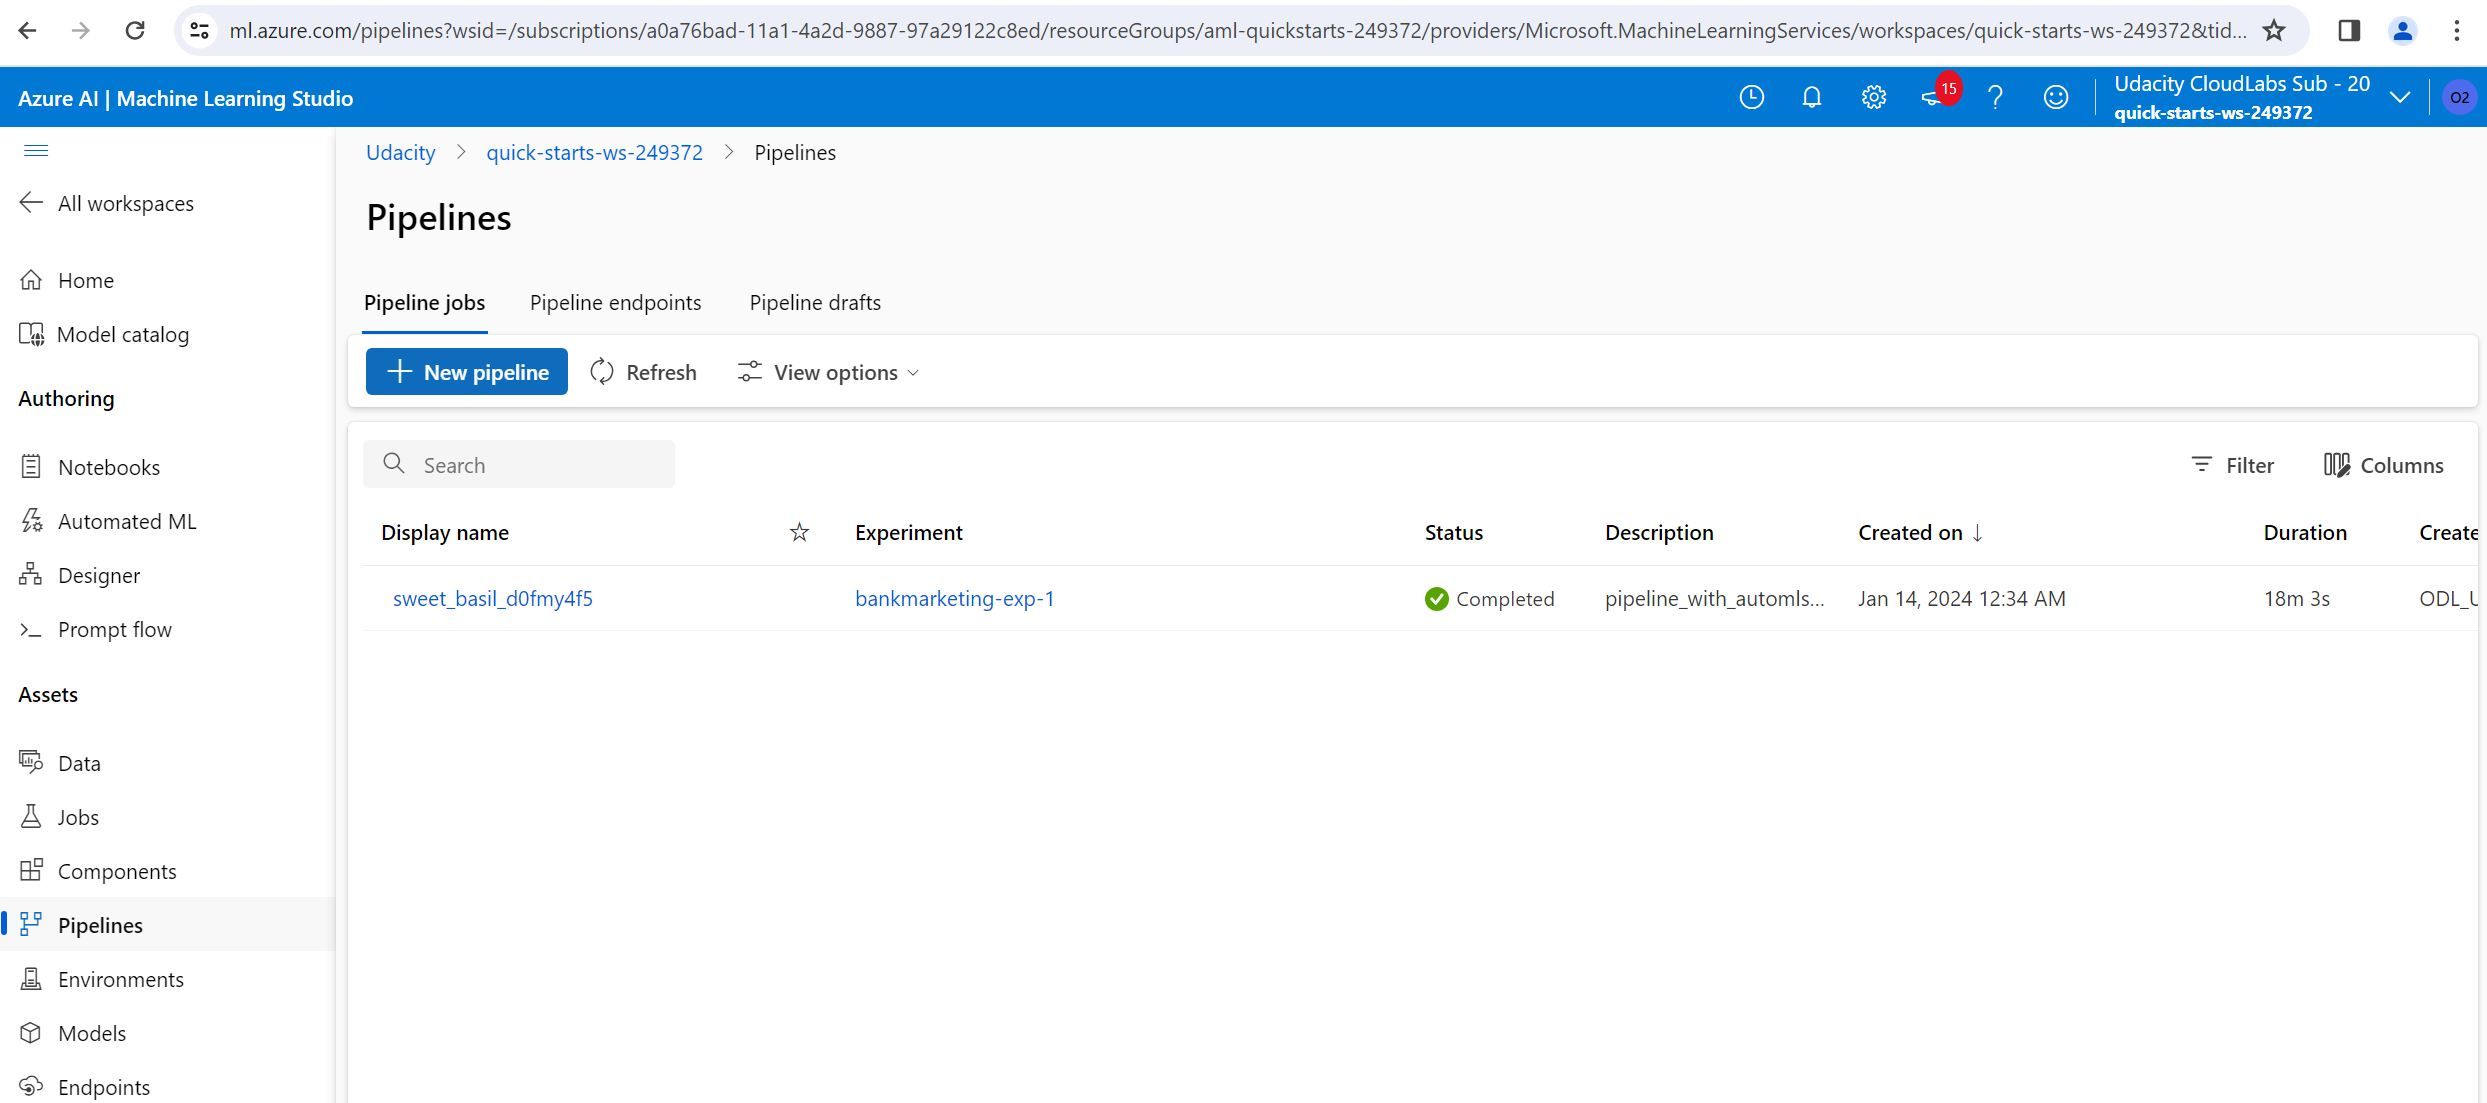 ml.azure.com/pipelines?wsid=/subscriptions/a0a76bad-11a1-4a2d-9887-97a29122c8ed/resourceGroups/aml-quickstarts-249372/providers/Microsoft.MachineLearningServices/workspaces/quick-starts-ws-249372&tid...
Azure AI | Machine Learning Studio
15
?
Udacity CloudLabs Sub - 20
quick-starts-ws-249372
O2
Udacity > quick-starts-ws-249372 > Pipelines
All workspaces
Home
Model catalog
Authoring
Notebooks
Automated ML
Designer
Prompt flow
Assets
Data
Jobs
Components
Pipelines
Environments
Models
Endpoints
Pipelines
Pipeline jobs Pipeline endpoints Pipeline drafts
New pipeline Refresh View options
Search Filter Columns
Display name Experiment Status Description Created on ↓ Duration Create
sweet_basil_d0fmy4f5 bankmarketing-exp-1 Completed pipeline_with_automls... Jan 14, 2024 12:34 AM 18m 3s ODL_U